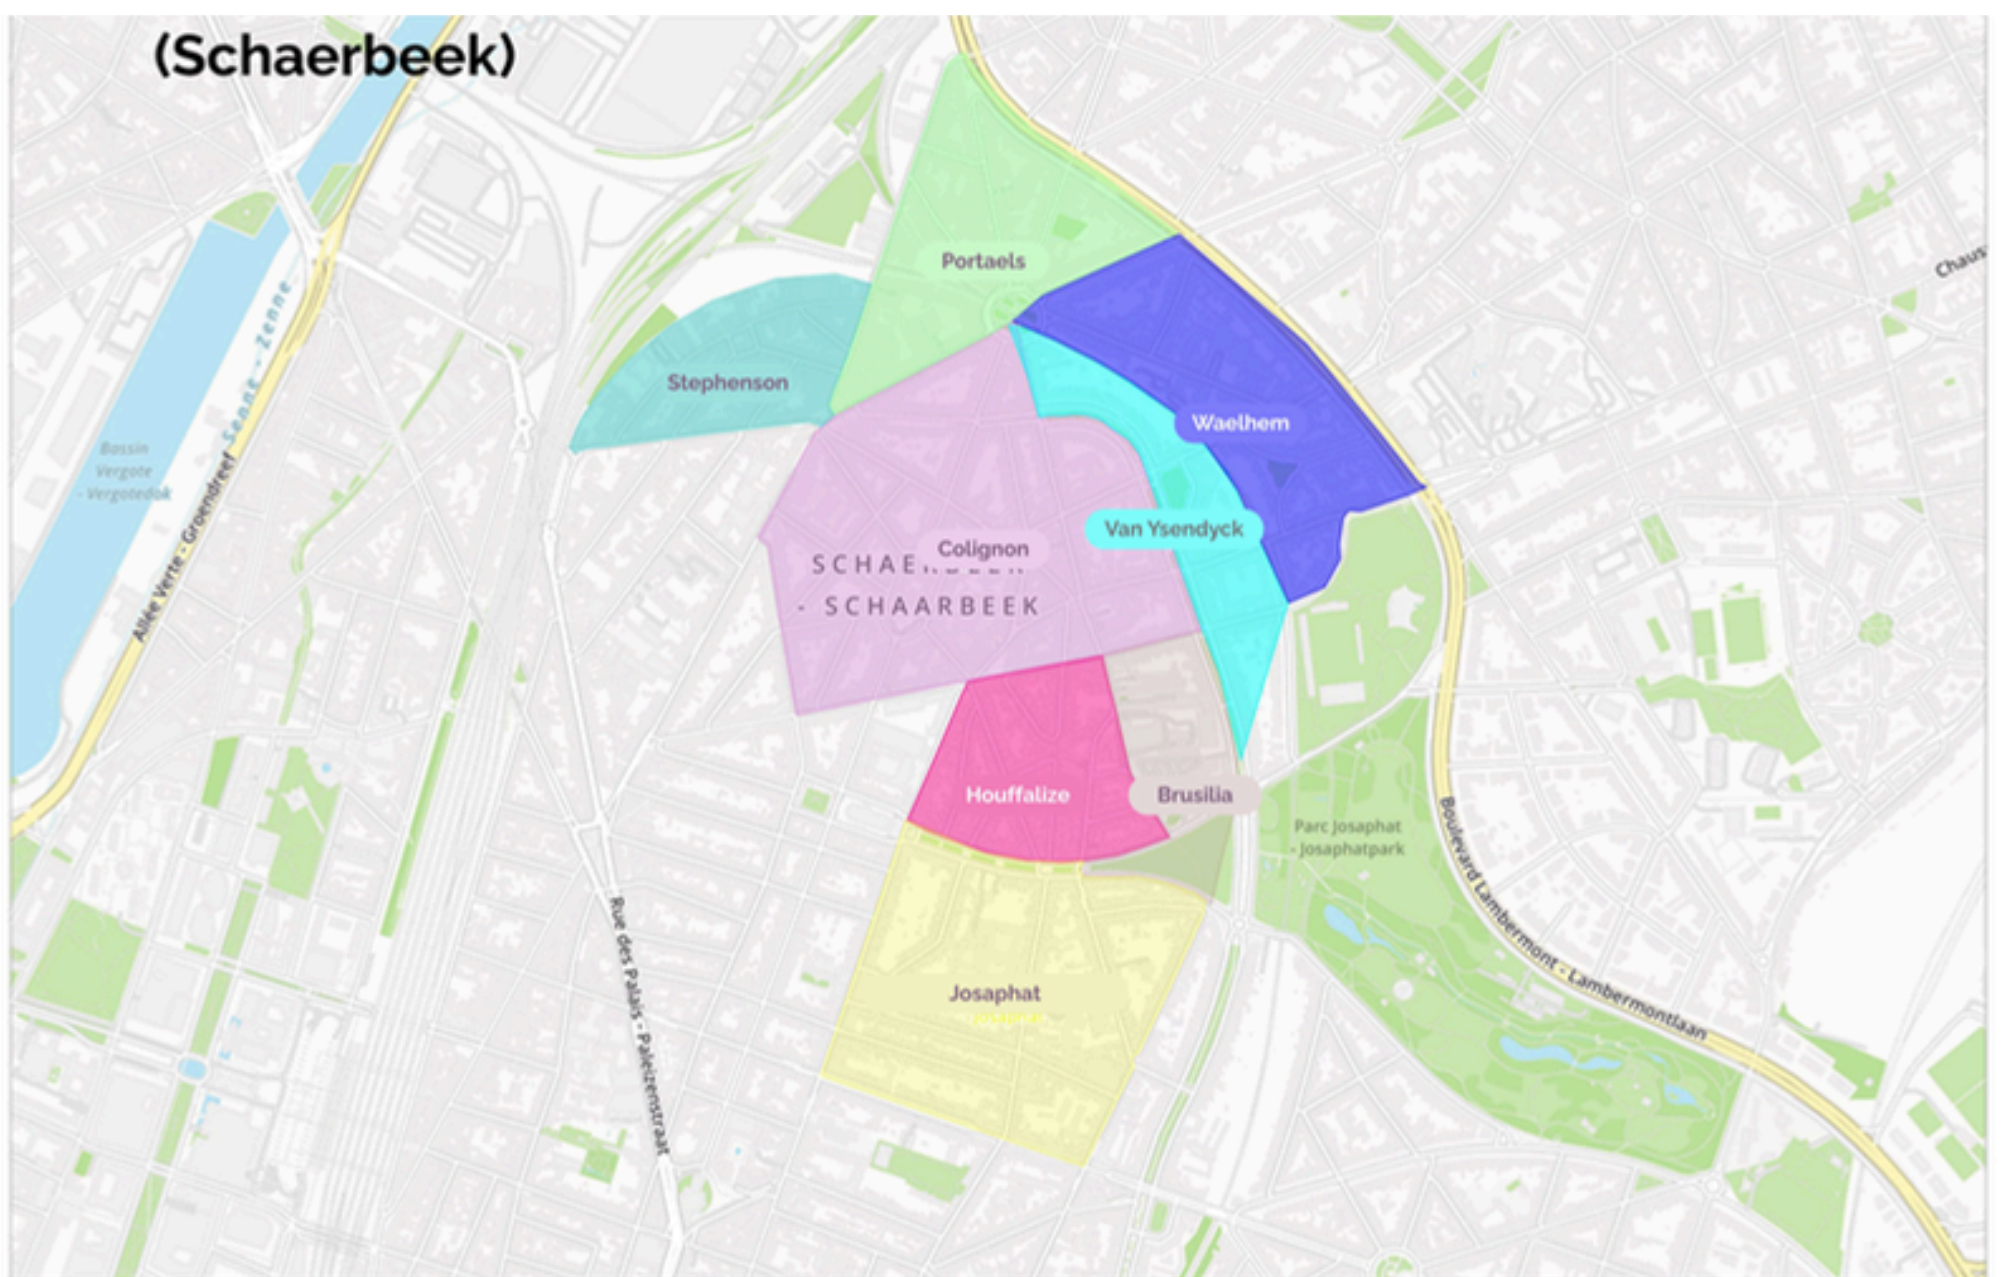 (Schaerbeek)
Chaus
Portaels
Senne - Zenne
Stephenson
Waelhem
Bassin
Vergote
- Vergotedok
Allée Verte - Groendreef
Van Ysendyck
Colignon
SCHAE
- SCHAARBEEK
Houffalize
Brusilia
Parc Josaphat
- Josaphatpark
Boulevard Lambermont - Lambermontlaan
Rue des Palais - Paleizenstraat
Josaphat